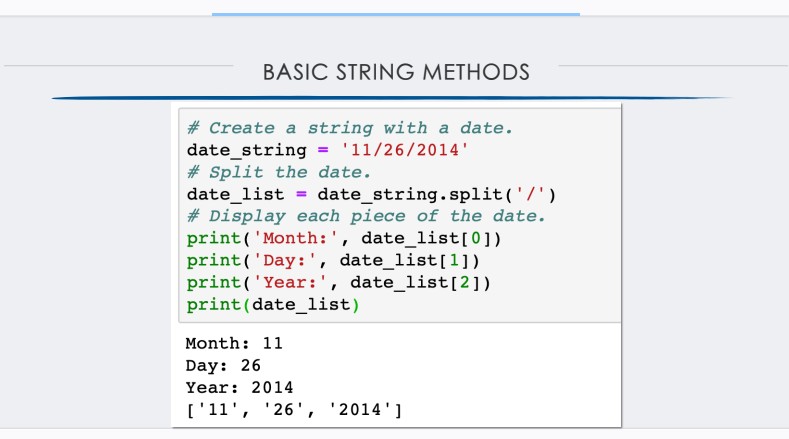 BASIC STRING METHODS
# Create a string with a date.
date_string = '11/26/2014'
# Split the date.
date_list = date_string.split('/')
# Display each piece of the date.
print('Month:', date_list[0])
print('Day:', date_list[1])
print('Year:', date_list[2])
print(date_list)
Month: 11
Day: 26
Year: 2014
['11', '26', '2014']